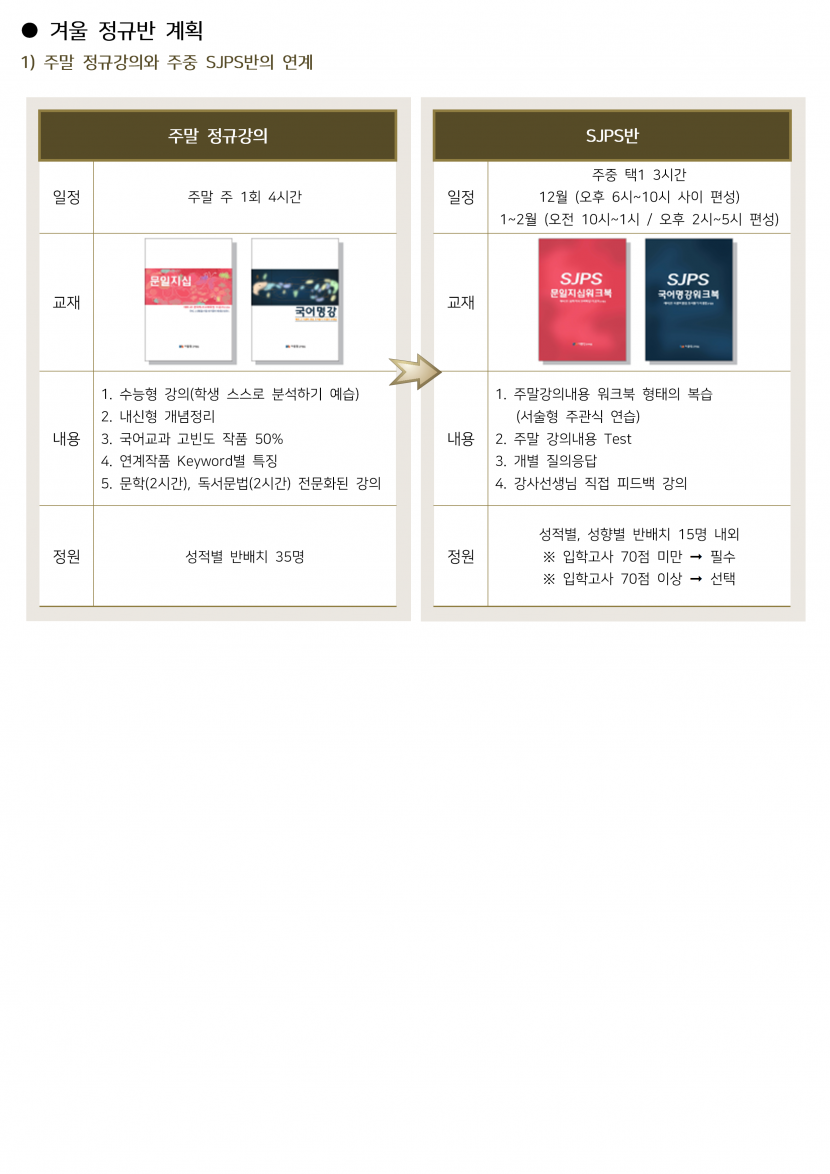 ● 겨울 정규반 계획
1) 주말 정규강의와 주중 SJPS반의 연계
주말 정규강의
일정
주말 주 1회 4시간
교재
문일지십
국어명강
내용
1. 수능형 강의(학생 스스로 분석하기 예습)
2. 내신형 개념정리
3. 국어교과 고빈도 작품 50%
4. 연계작품 Keyword별 특징
5. 문학(2시간), 독서문법(2시간) 전문화된 강의
정원
성적별 반배치 35명
SJPS반
일정
주중 택1 3시간
12월 (오후 6시~10시 사이 편성)
1~2월 (오전 10시~1시 / 오후 2시~5시 편성)
교재
SJPS
문일지십워크북
SJPS
국어명강워크북
내용
1. 주말강의내용 워크북 형태의 복습
(서술형 주관식 연습)
2. 주말 강의내용 Test
3. 개별 질의응답
4. 강사선생님 직접 피드백 강의
정원
성적별, 성향별 반배치 15명 내외
※ 입학고사 70점 미만 → 필수
※ 입학고사 70점 이상 → 선택